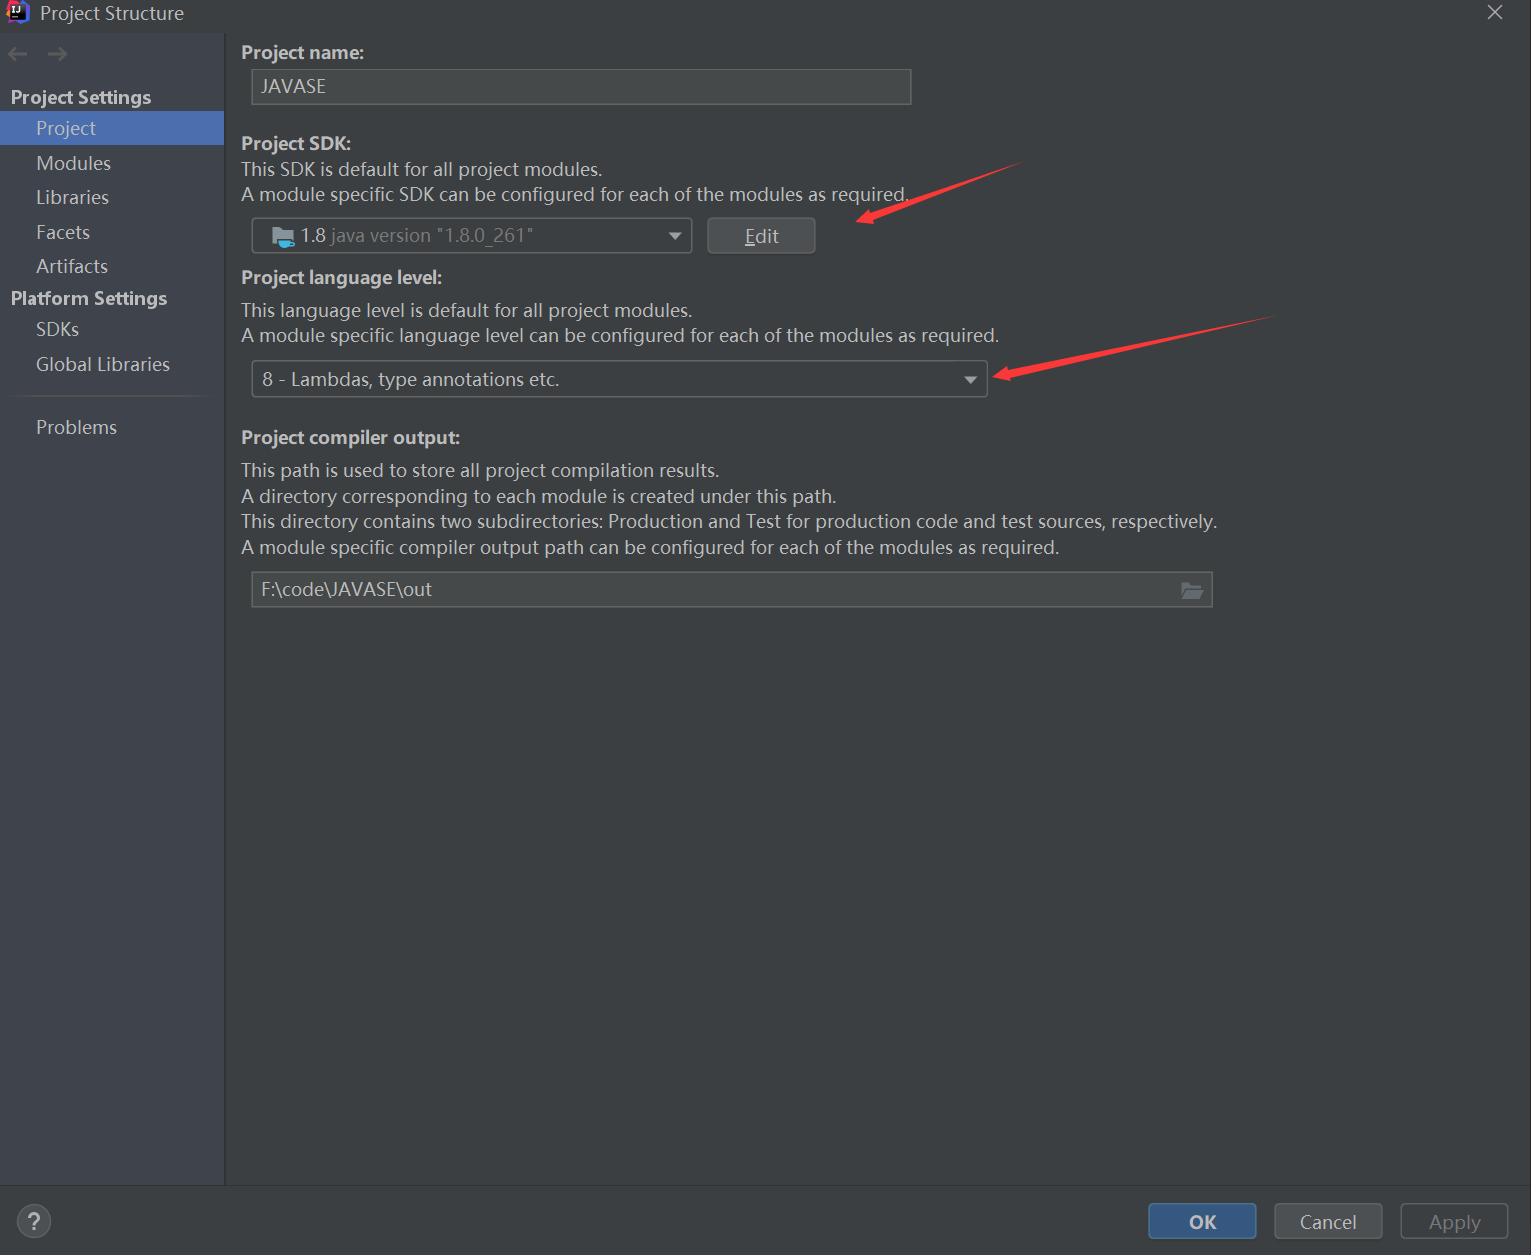 Project Structure
Project name:
JAVASE
Project Settings
Project
Modules
Libraries
Facets
Artifacts
Platform Settings
SDKs
Global Libraries
Problems
Project SDK:
This SDK is default for all project modules.
A module specific SDK can be configured for each of the modules as required.
1.8 java version "1.8.0_261"
Edit
Project language level:
This language level is default for all project modules.
A module specific language level can be configured for each of the modules as required.
8 - Lambdas, type annotations etc.
Project compiler output:
This path is used to store all project compilation results.
A directory corresponding to each module is created under this path.
This directory contains two subdirectories: Production and Test for production code and test sources, respectively.
A module specific compiler output path can be configured for each of the modules as required.
F:\code\JAVASE\out
?
OK
Cancel
Apply